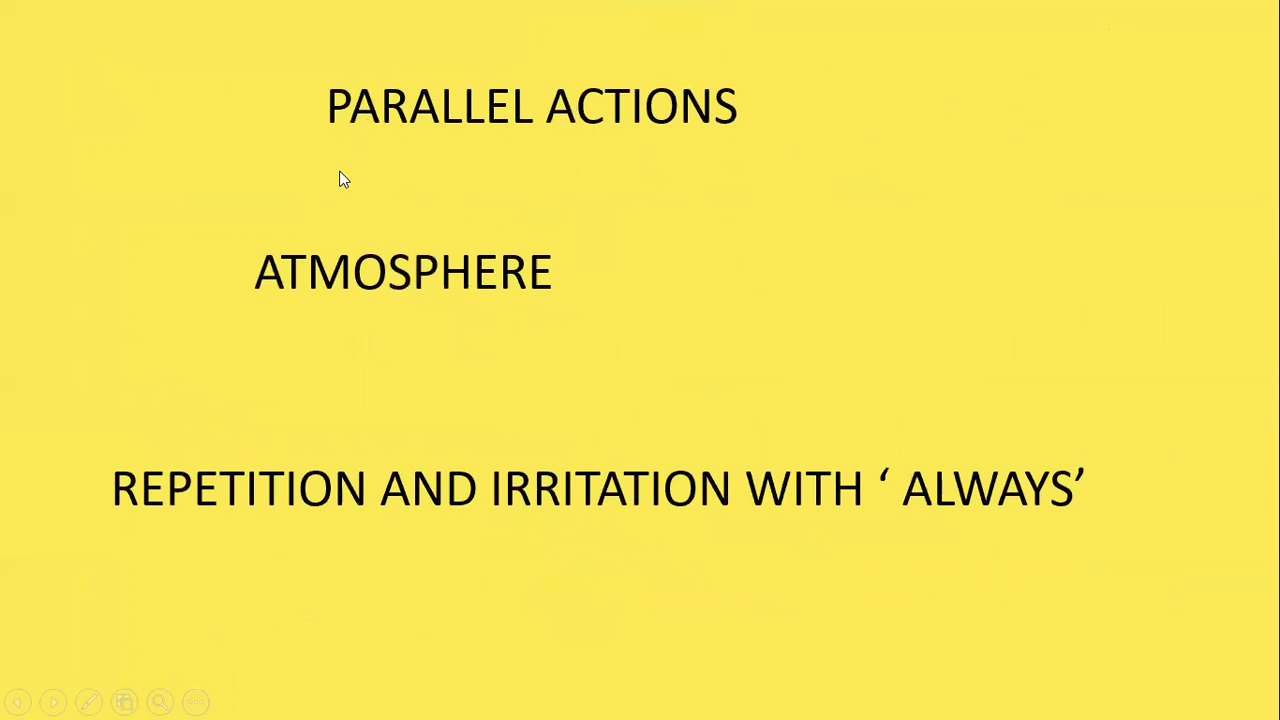 PARALLEL ACTIONS
ATMOSPHERE
REPETITION AND IRRITATION WITH ‘ ALWAYS’